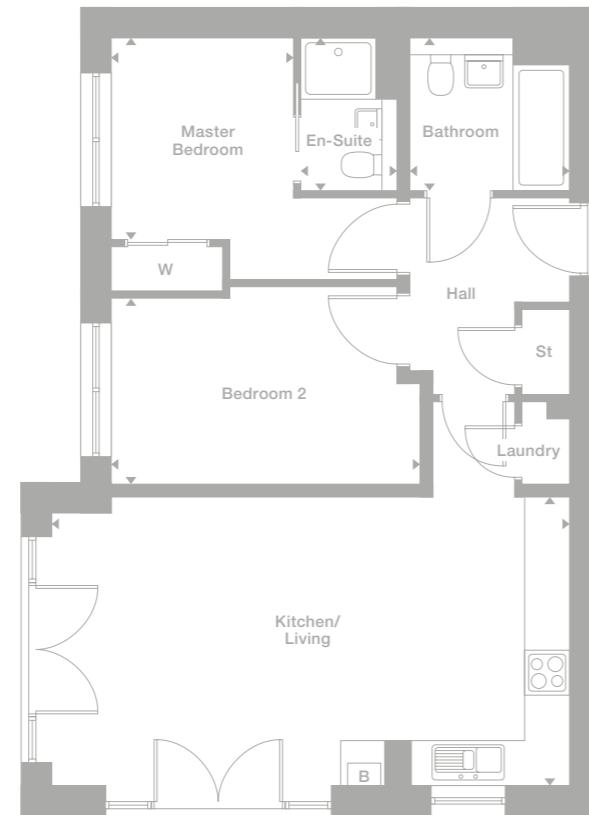 Master
Bedroom
En-Suite
Bathroom
W
Hall
St
Bedroom 2
Laundry
Kitchen/
Living
B